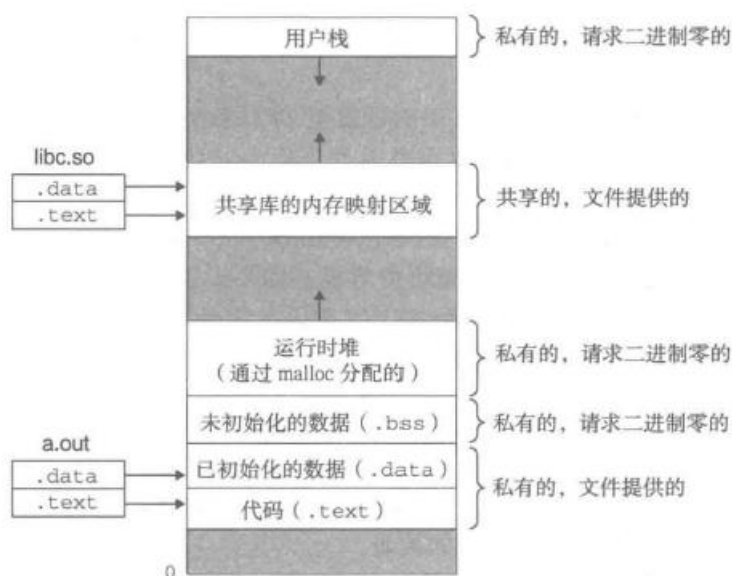 用户栈
私有的，请求二进制零的
libc.so
.data
.text
共享库的内存映射区域
共享的，文件提供的
运行时堆
（通过 malloc 分配的）
私有的，请求二进制零的
未初始化的数据（.bss）
私有的，请求二进制零的
a.out
.data
.text
已初始化的数据（.data）
代码（.text）
私有的，文件提供的
0